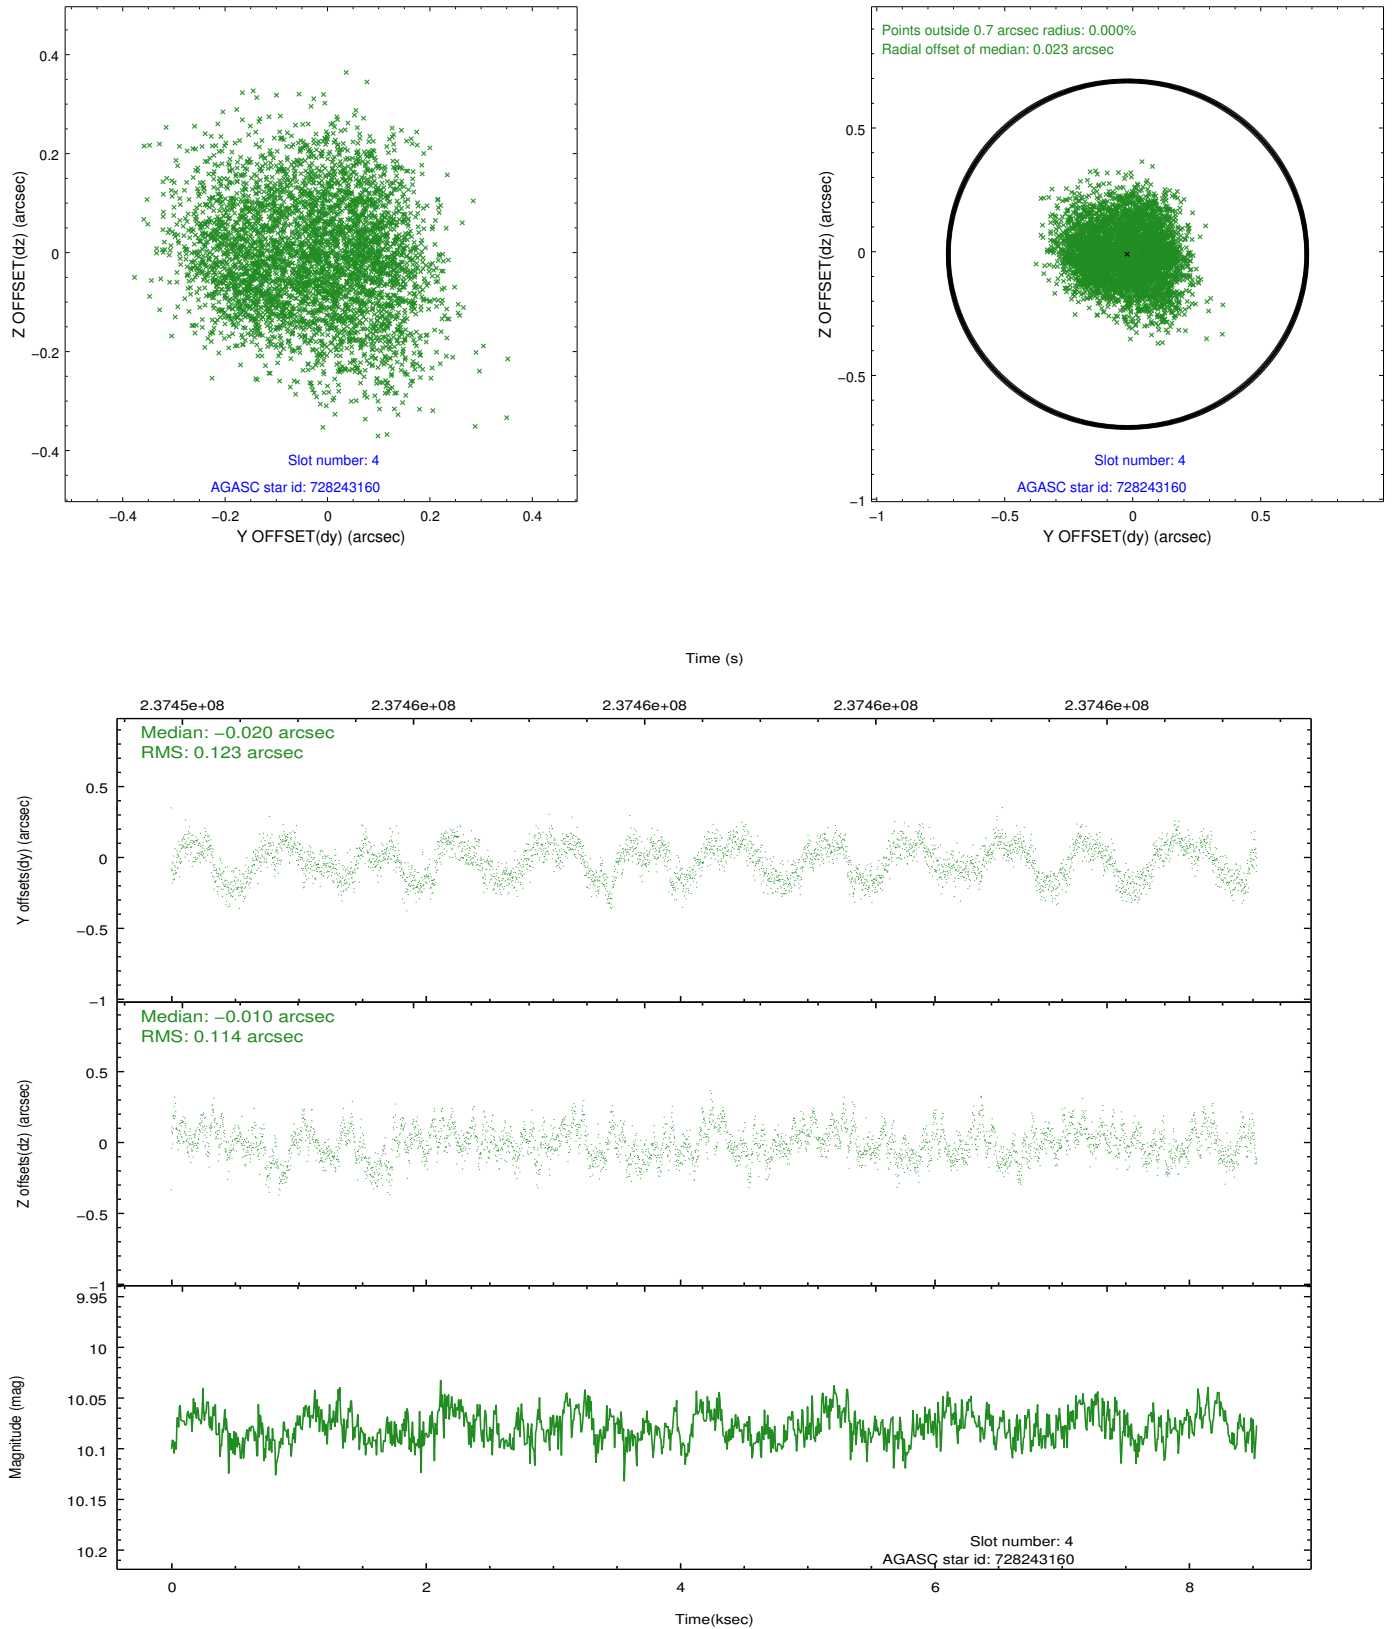 0.4
0.2
0
−0.2
−0.4
Z OFFSET(dz) (arcsec)
Slot number: 4
AGASC star id: 728243160
−0.4
−0.2
0
0.2
0.4
Y OFFSET(dy) (arcsec)
Points outside 0.7 arcsec radius: 0.000%
Radial offset of median: 0.023 arcsec
0.5
0
−0.5
−1
Z OFFSET(dz) (arcsec)
Slot number: 4
AGASC star id: 728243160
−1
−0.5
0
0.5
Y OFFSET(dy) (arcsec)
Time (s)
2.3745e+08
2.3746e+08
2.3746e+08
2.3746e+08
2.3746e+08
Median: −0.020 arcsec
RMS: 0.123 arcsec
0.5
0
−0.5
−1
Y offsets(dy) (arcsec)
Median: −0.010 arcsec
RMS: 0.114 arcsec
0.5
0
−0.5
−1
Z offsets(dz) (arcsec)
9.95
10
10.05
10.1
10.15
10.2
Magnitude (mag)
Slot number: 4
AGASC star id: 728243160
0
2
4
6
8
Time(ksec)